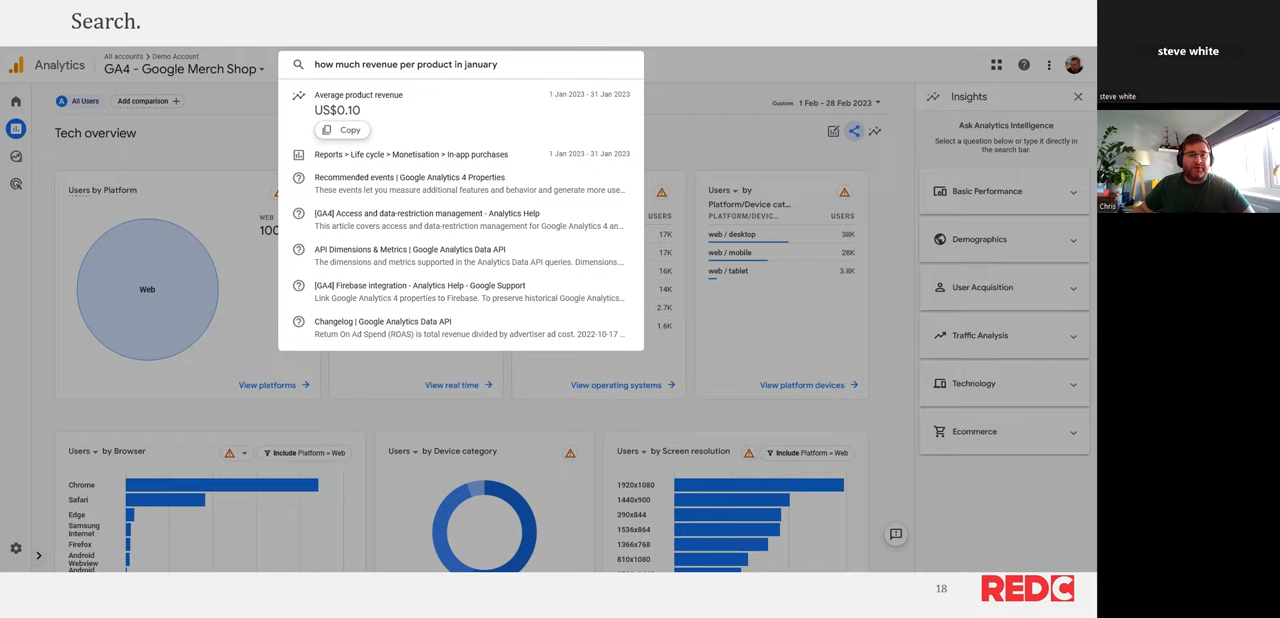 Search.
Analytics
All accounts > Demo Account
GA4 - Google Merch Shop
how much revenue per product in january
Average product revenue
1 Jan 2023 - 31 Jan 2023
US$0.10
Copy
Reports > Life cycle > Monetisation > In-app purchases
1 Jan 2023 - 31 Jan 2023
Recommended events | Google Analytics 4 Properties
These events let you measure additional features and behavior and generate more use...
[GA4] Access and data-restriction management - Analytics Help
This article covers access and data-restriction management for Google Analytics 4 an...
API Dimensions & Metrics | Google Analytics Data API
The dimensions and metrics supported in the Analytics Data API queries. Dimensions....
[GA4] Firebase integration - Analytics Help - Google Support
Link Google Analytics 4 properties to Firebase. To preserve historical Google Analytics...
Changelog | Google Analytics Data API
Return On Ad Spend (ROAS) is total revenue divided by advertiser ad cost. 2022-10-17 ...
A All Users
Add comparison +
Custom 1 Feb - 28 Feb 2023
Tech overview
Users by Platform
WEB
100
Web
View platforms
View real time
USERS
17K
17K
16K
14K
2.7K
1.6K
View operating systems
Users by
Platform/Device cat...
PLATFORM/DEVIC... USERS
web / desktop 38K
web / mobile 28K
web / tablet 3.8K
View platform devices
Users by Browser
Include Platform = Web
Chrome
Safari
Edge
Samsung
Internet
Firefox
Android
Webview
Android
Users by Device category
Users by Screen resolution
Include Platform = Web
1920x1080
1440x900
390x844
1536x864
1366x768
810x1080
Insights
Ask Analytics Intelligence
Select a question below or type it directly in
the search bar.
Basic Performance
Demographics
User Acquisition
Traffic Analysis
Technology
Ecommerce
18
REDC
steve white
steve white
Chris